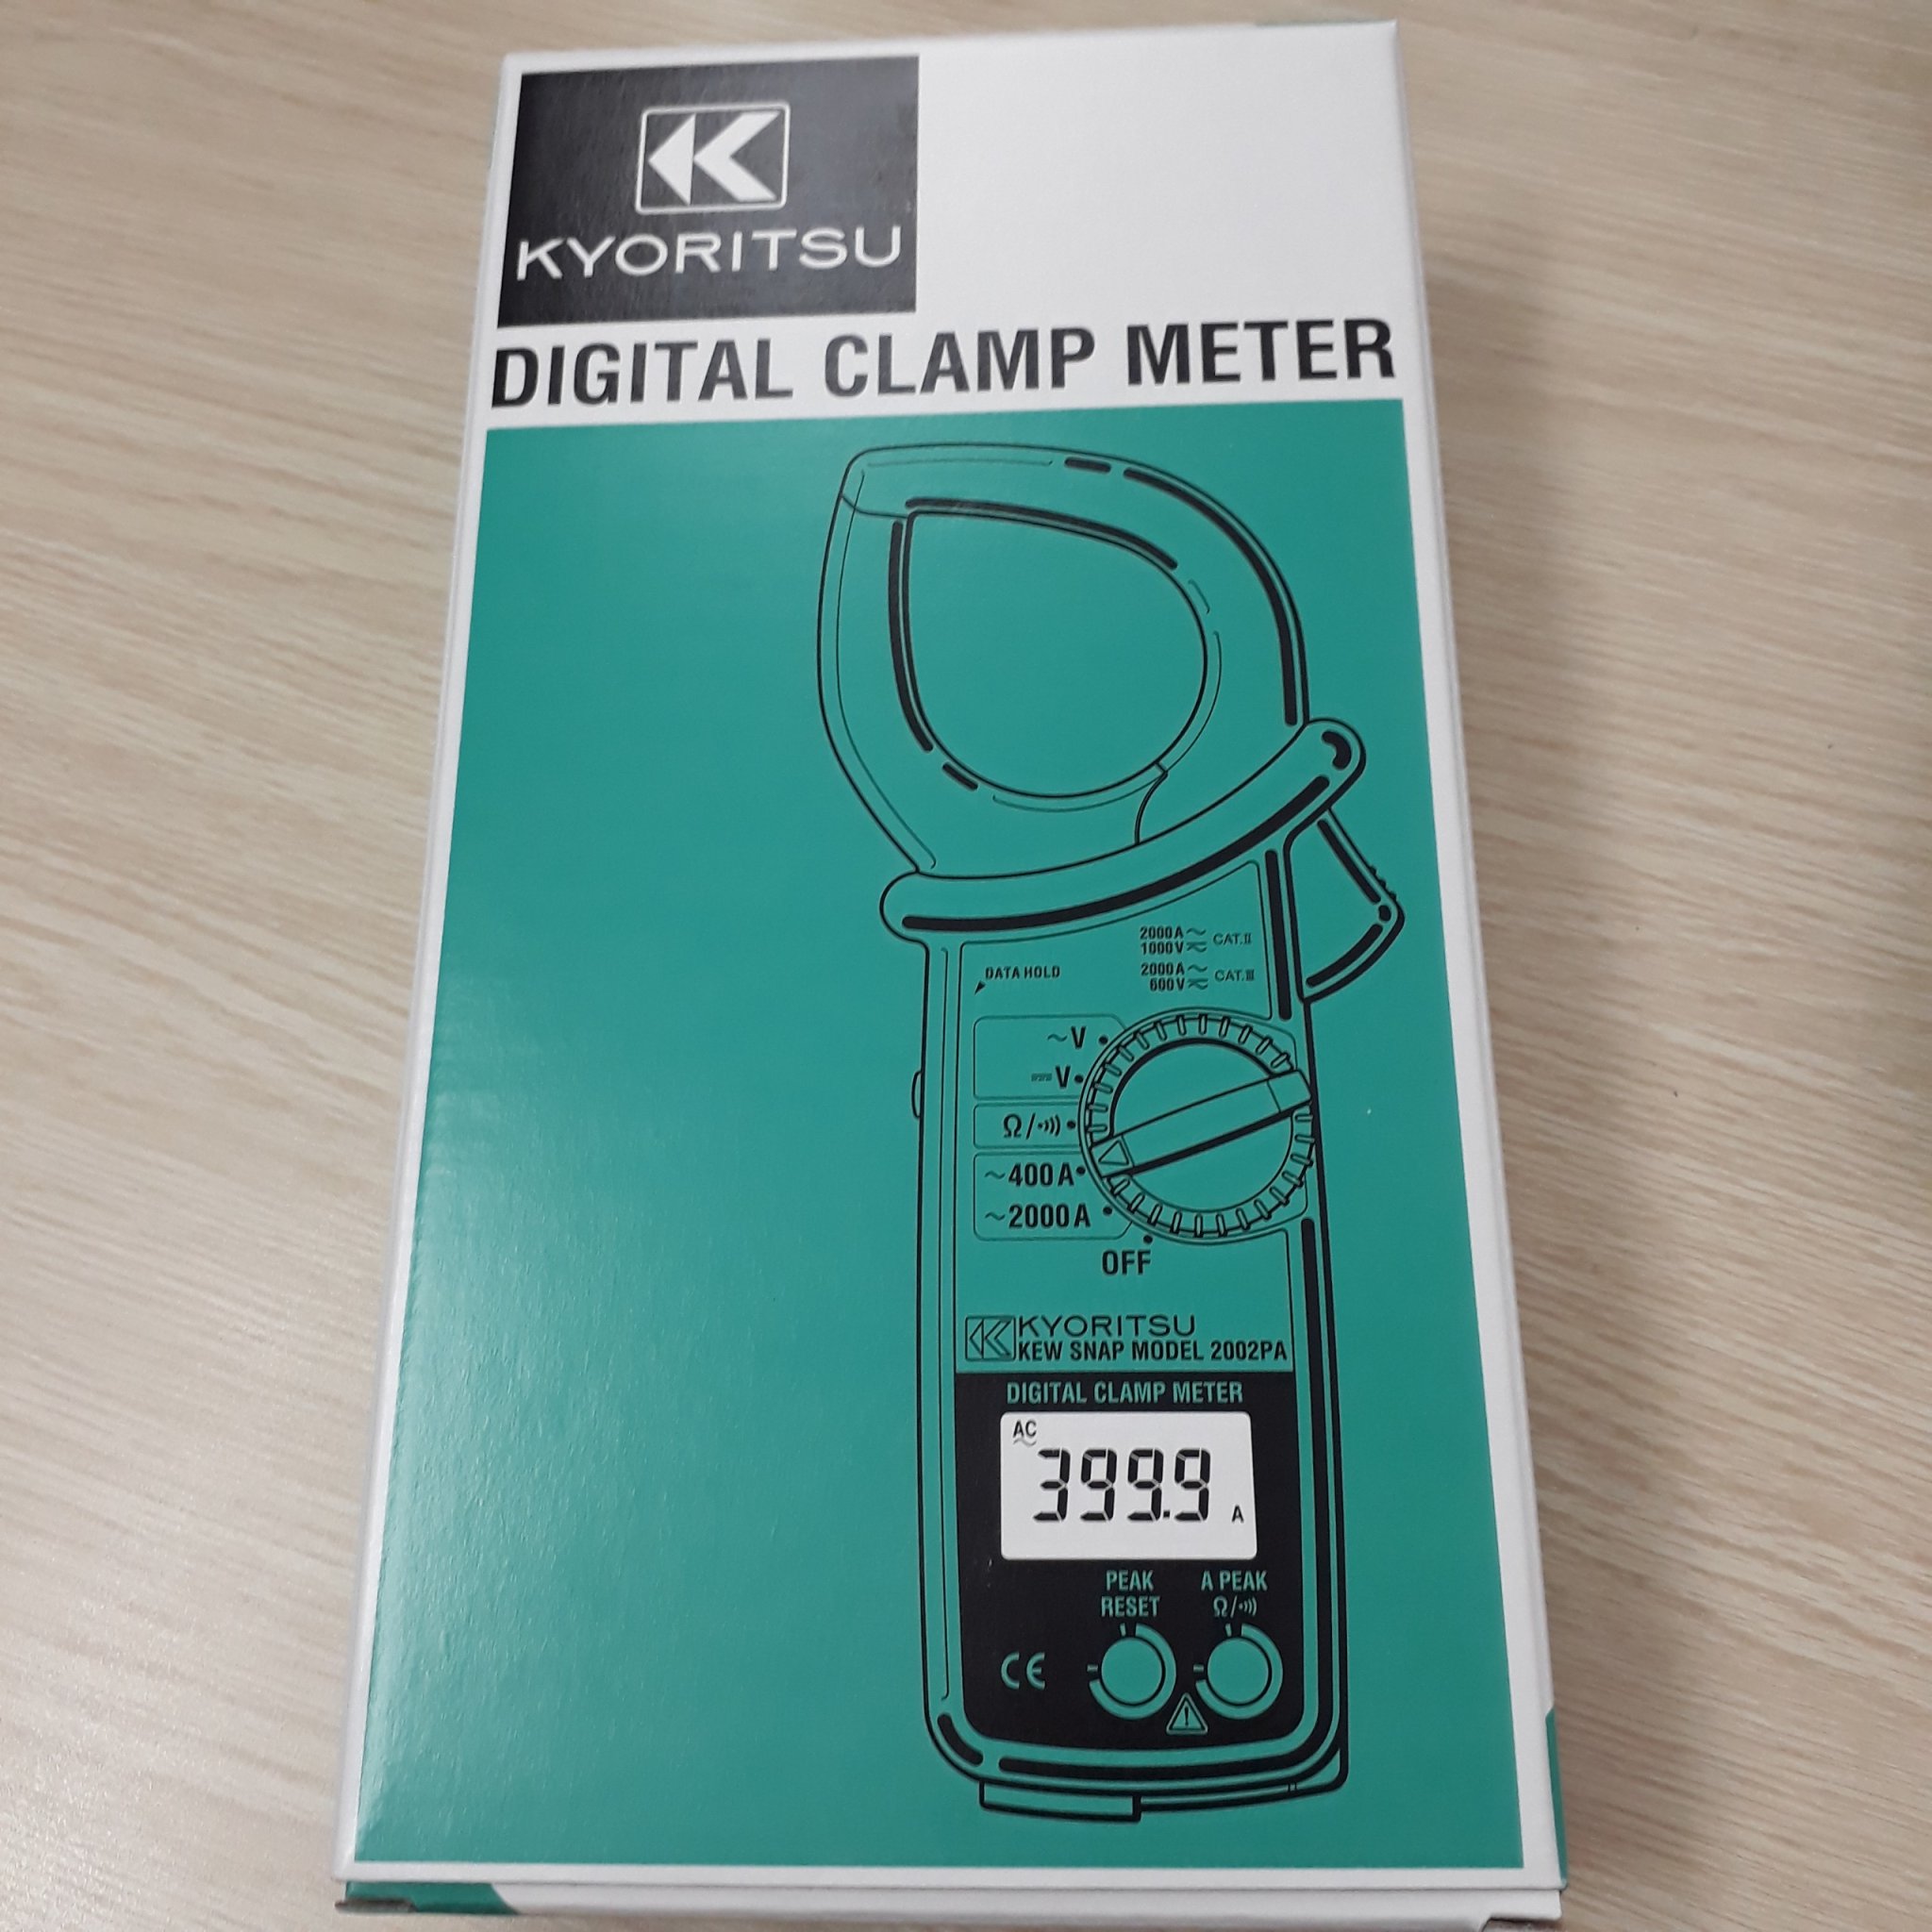 KYORITSU
DIGITAL CLAMP METER
2000A ~
1000V ≂ CAT.II
2000A ~
600V ≂ CAT.III
DATA HOLD
~V
⎓V
Ω/•)))
~400A
~2000A
OFF
KYORITSU
KEW SNAP MODEL 2002PA
DIGITAL CLAMP METER
AC
~
399.9 A
PEAK RESET
A PEAK Ω/•)))
CE